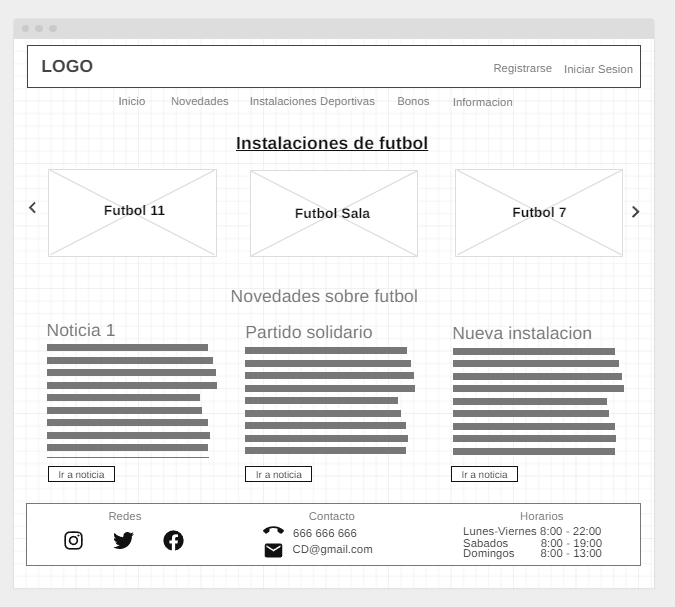 LOGO
Registrarse Iniciar Sesion
Inicio Novedades Instalaciones Deportivas Bonos Informacion
Instalaciones de futbol
Futbol 11 Futbol Sala Futbol 7
Novedades sobre futbol
Noticia 1 Partido solidario Nueva instalacion
Ir a noticia Ir a noticia Ir a noticia
Redes Contacto Horarios
666 666 666 Lunes-Viernes 8:00 - 22:00
Sabados 8:00 - 19:00
CD@gmail.com Domingos 8:00 - 13:00